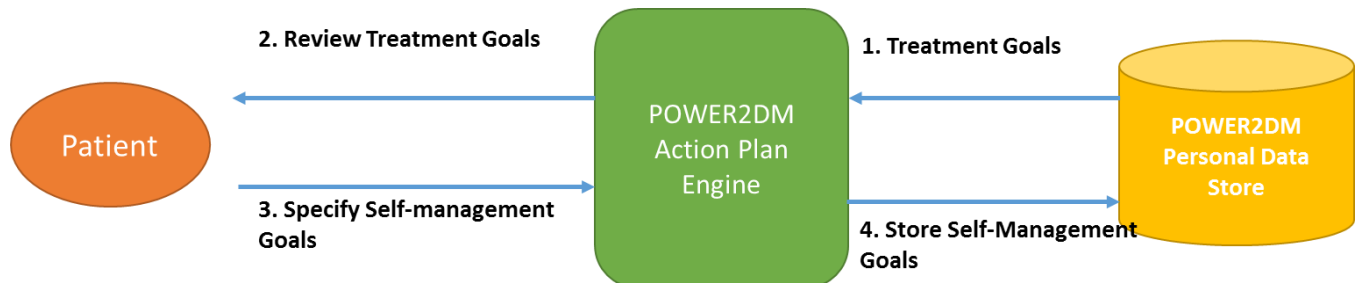 2. Review Treatment Goals
1. Treatment Goals
Patient
POWER2DM
Action Plan
Engine
POWER2DM
Personal Data
Store
3. Specify Self-management
Goals
4. Store Self-Management
Goals